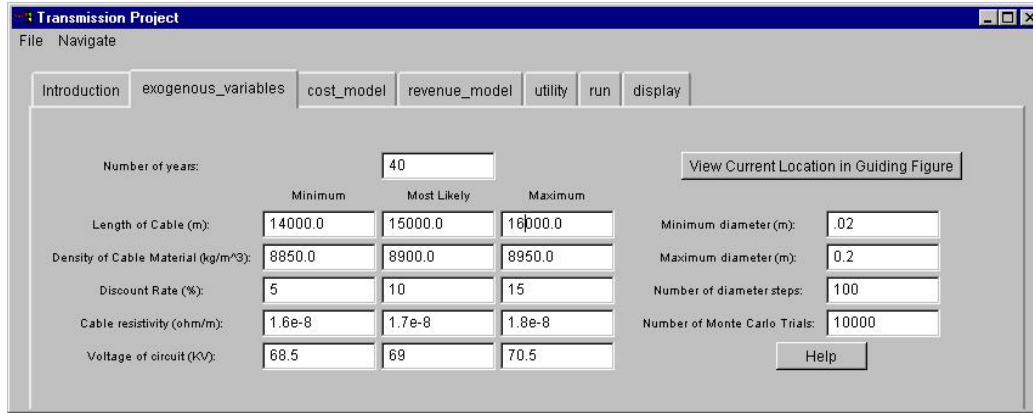 Transmission Project
File Navigate
Introduction exogenous_variables cost_model revenue_model utility run display
Number of years: 40 View Current Location in Guiding Figure
Minimum Most Likely Maximum
Length of Cable (m): 14000.0 15000.0 16000.0 Minimum diameter (m): .02
Density of Cable Material (kg/m^3): 8850.0 8900.0 8950.0 Maximum diameter (m): 0.2
Discount Rate (%): 5 10 15 Number of diameter steps: 100
Cable resistivity (ohm/m): 1.6e-8 1.7e-8 1.8e-8 Number of Monte Carlo Trials: 10000
Voltage of circuit (KV): 68.5 69 70.5 Help